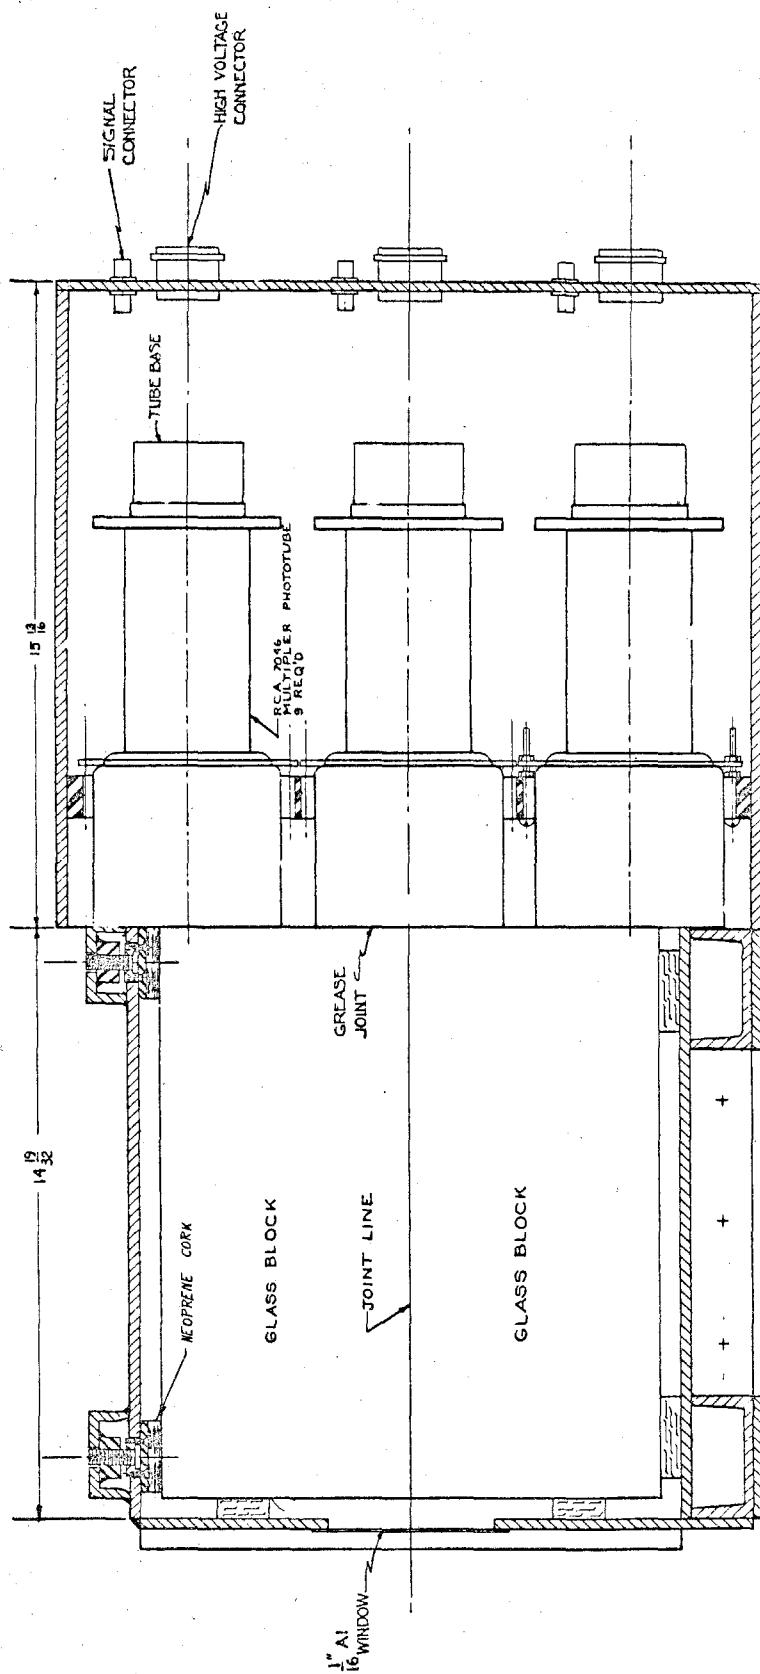 SIGNAL
CONNECTOR
HIGH VOLTAGE
CONNECTOR
TUBE BASE
15 13/16
RCA 7046
MULTIPLER PHOTOTUBE
9 REQ'D
GREASE
JOINT
14 19/32
NEOPRENE CORK
GLASS BLOCK
JOINT LINE
GLASS BLOCK
1/16" Al
WINDOW